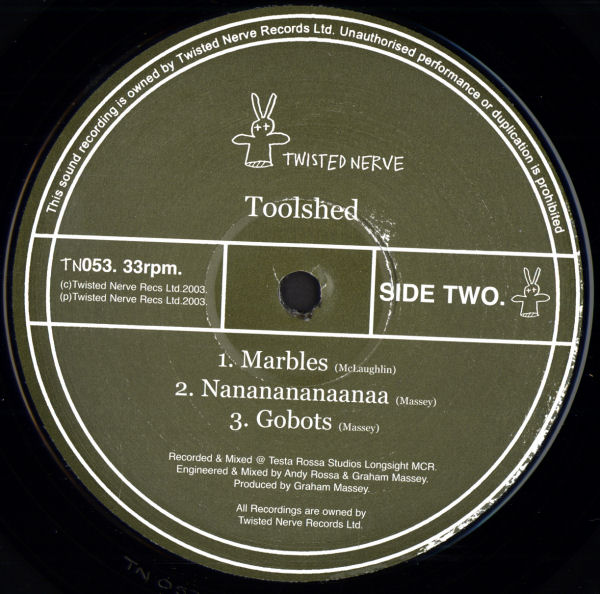 This sound recording is owned by Twisted Nerve Records Ltd. Unauthorised performance or duplication is prohibited
TWISTED NERVE
Toolshed
TN053. 33rpm.
(c)Twisted Nerve Recs Ltd.2003.
(p)Twisted Nerve Recs Ltd.2003.
SIDE TWO.
1. Marbles (McLaughlin)
2. Nanananananaanaa (Massey)
3. Gobots (Massey)
Recorded & Mixed @ Testa Rossa Studios Longsight MCR.
Engineered & Mixed by Andy Rossa & Graham Massey.
Produced by Graham Massey.
All Recordings are owned by
Twisted Nerve Records Ltd.
TN